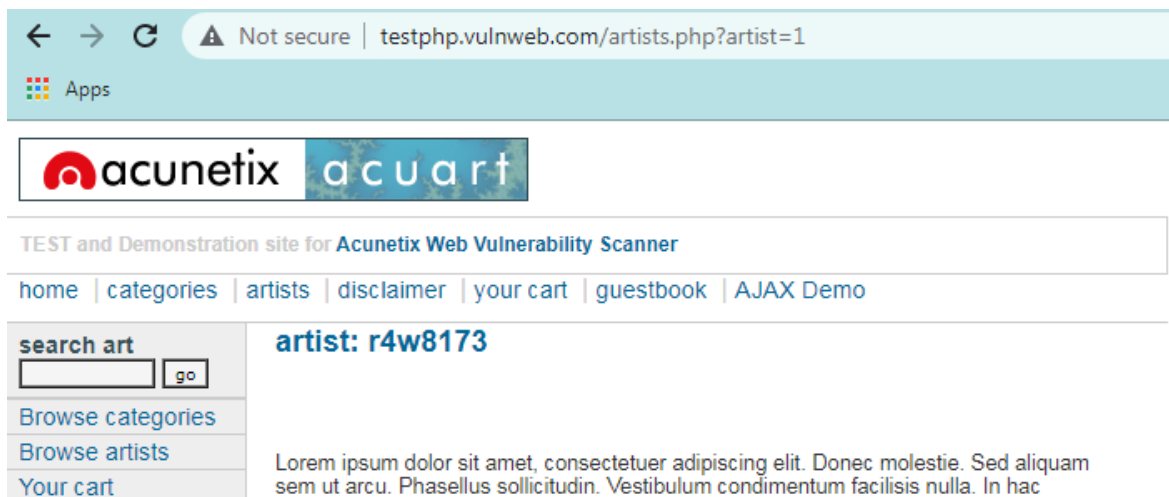 Not secure | testphp.vulnweb.com/artists.php?artist=1
Apps
acunetix acuart
TEST and Demonstration site for Acunetix Web Vulnerability Scanner
home | categories | artists | disclaimer | your cart | guestbook | AJAX Demo
search art
go
Browse categories
Browse artists
Your cart
artist: r4w8173
Lorem ipsum dolor sit amet, consectetuer adipiscing elit. Donec molestie. Sed aliquam
sem ut arcu. Phasellus sollicitudin. Vestibulum condimentum facilisis nulla. In hac